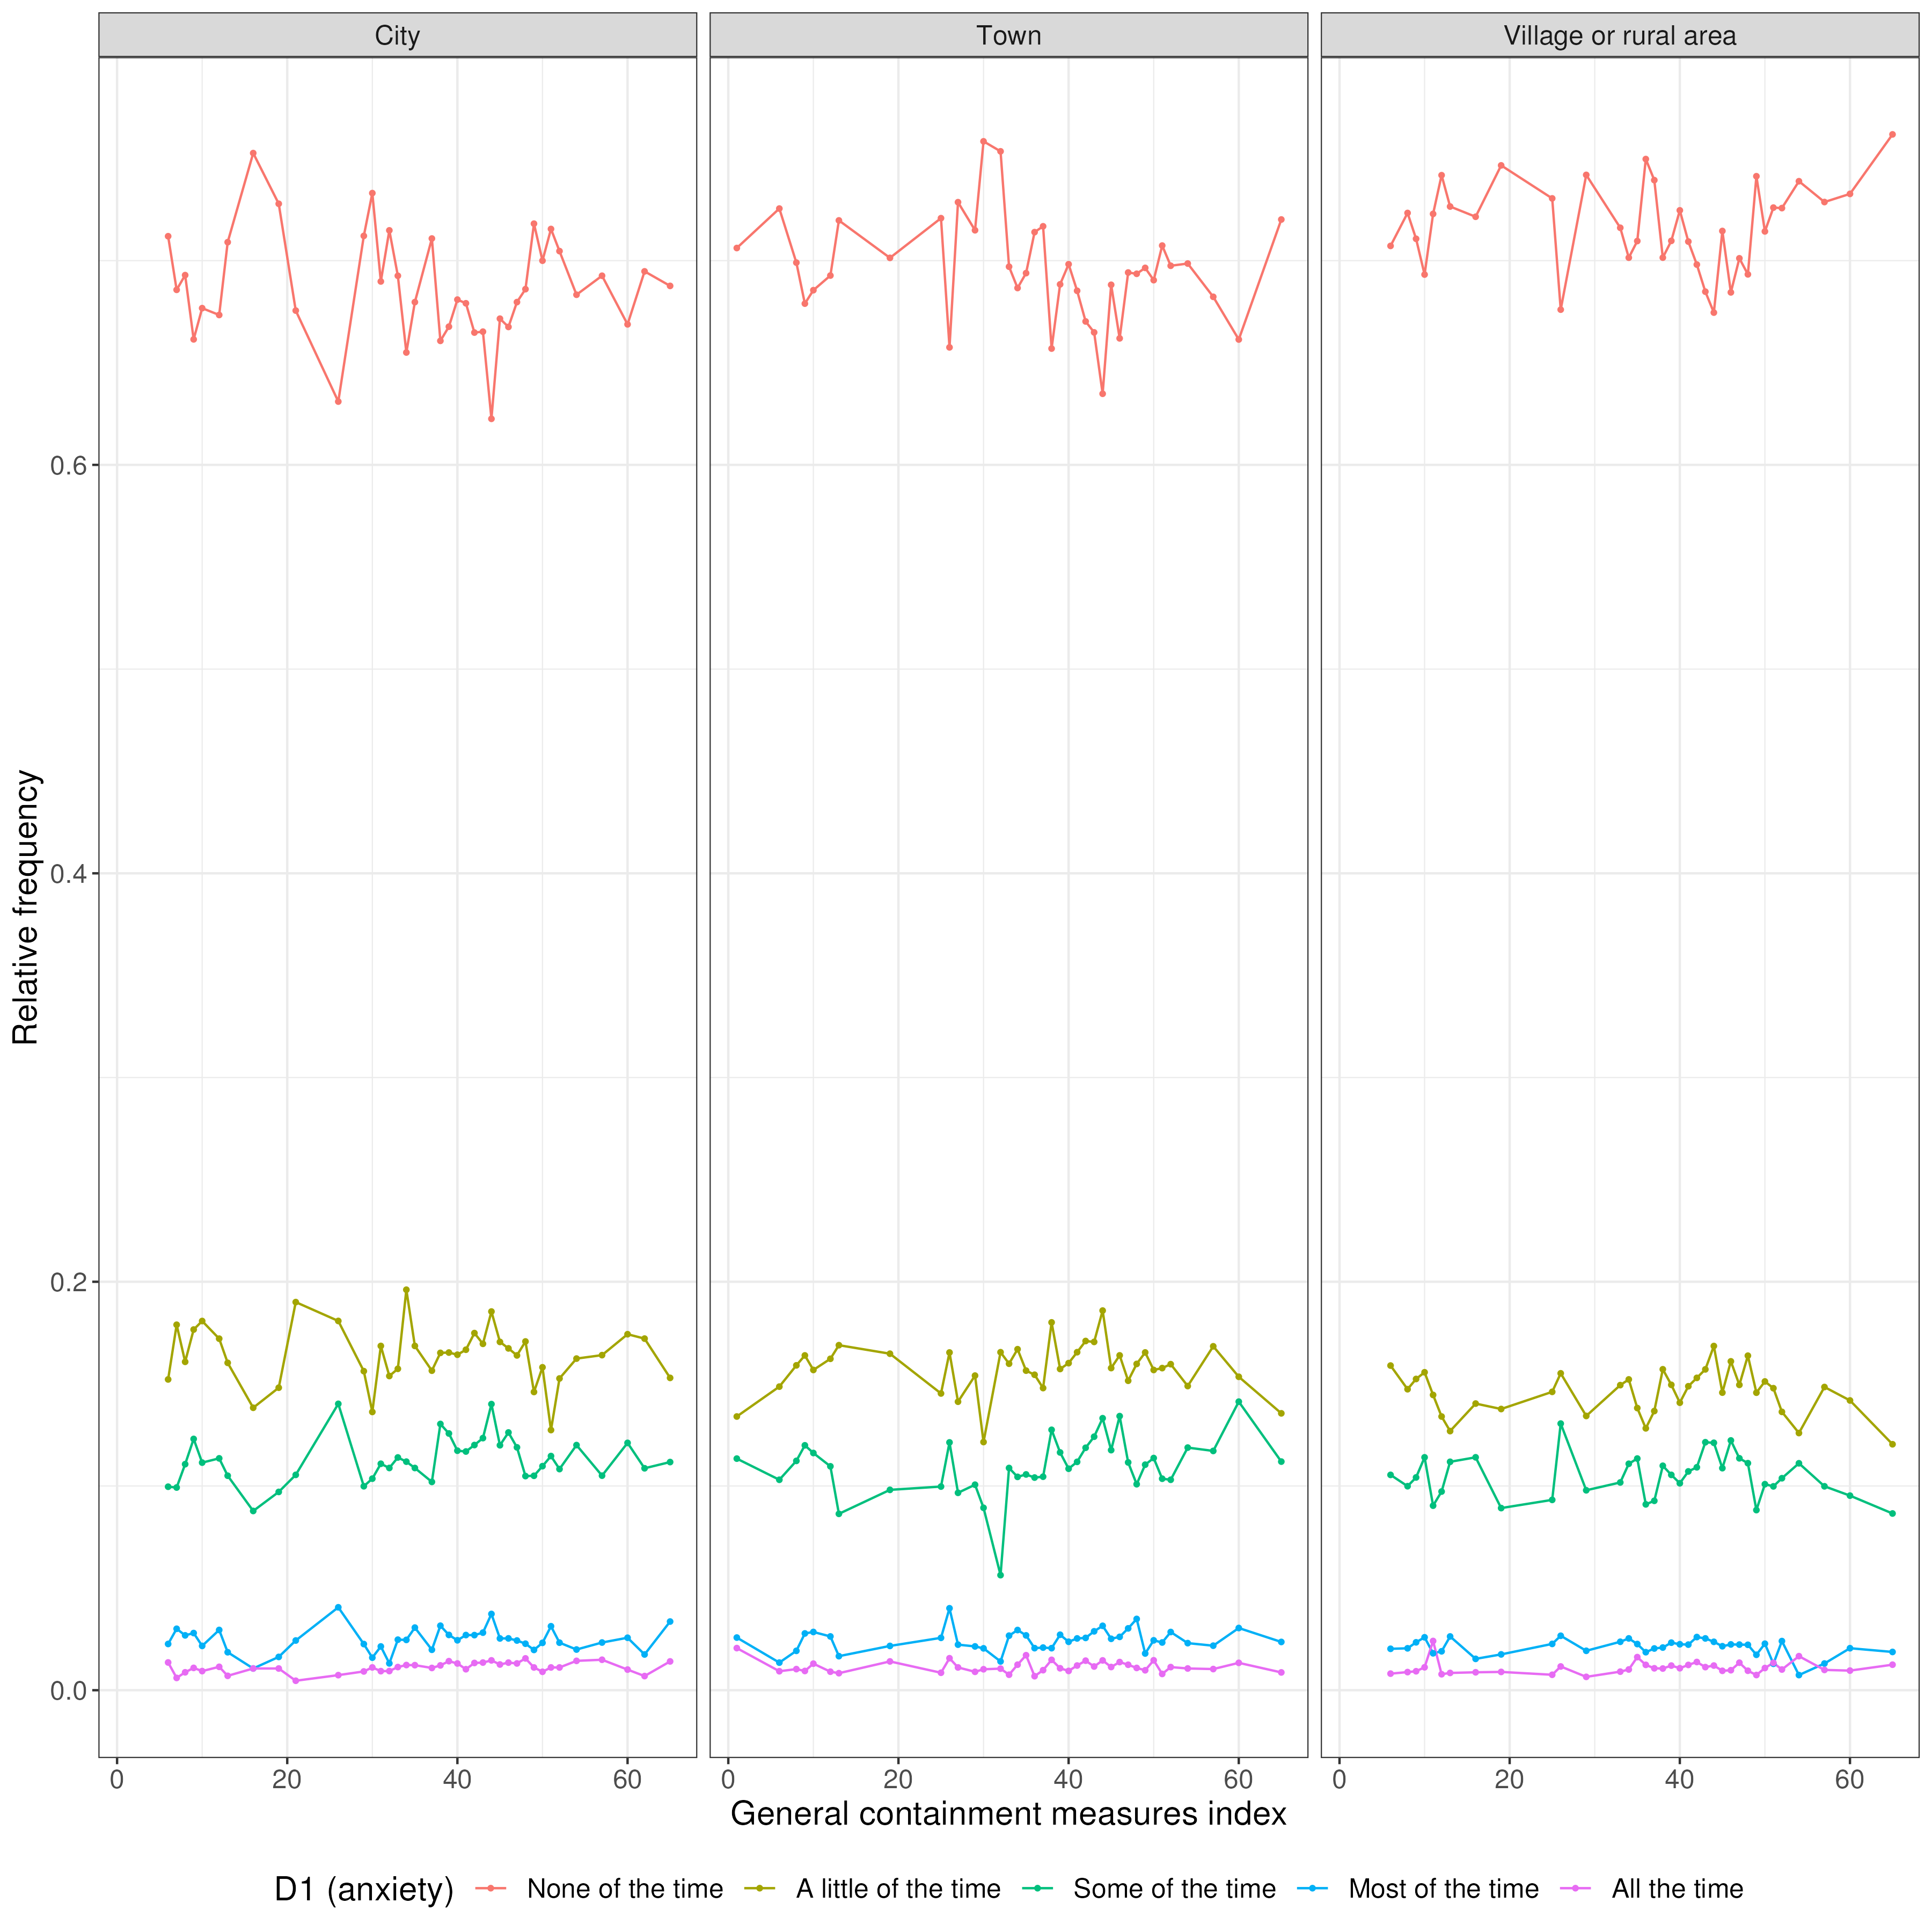 City Town Village or rural area
Relative frequency
0.6
0.4
0.2
0.0
0 20 40 60 0 20 40 60 0 20 40 60
General containment measures index
D1 (anxiety) None of the time A little of the time Some of the time Most of the time All the time